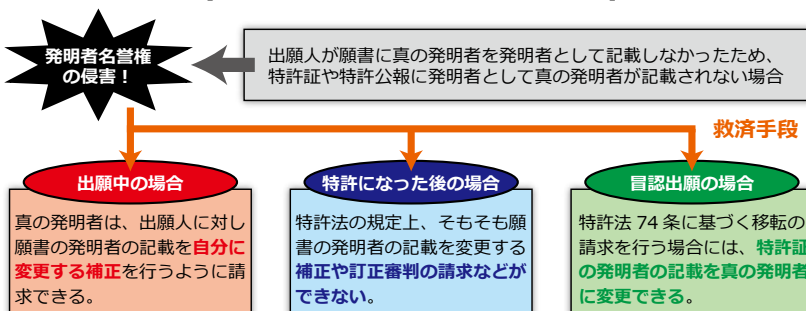 発明者名誉権
の侵害！
出願人が願書に真の発明者を発明者として記載しなかったため、
特許証や特許公報に発明者として真の発明者が記載されない場合
救済手段
出願中の場合
真の発明者は、出願人に対し
願書の発明者の記載を自分に
変更する補正を行うように請
求できる。
特許になった後の場合
特許法の規定上、そもそも願
書の発明者の記載を変更する
補正や訂正審判の請求などが
できない。
冒認出願の場合
特許法 74 条に基づく移転の
請求を行う場合には、特許証
の発明者の記載を真の発明者
に変更できる。